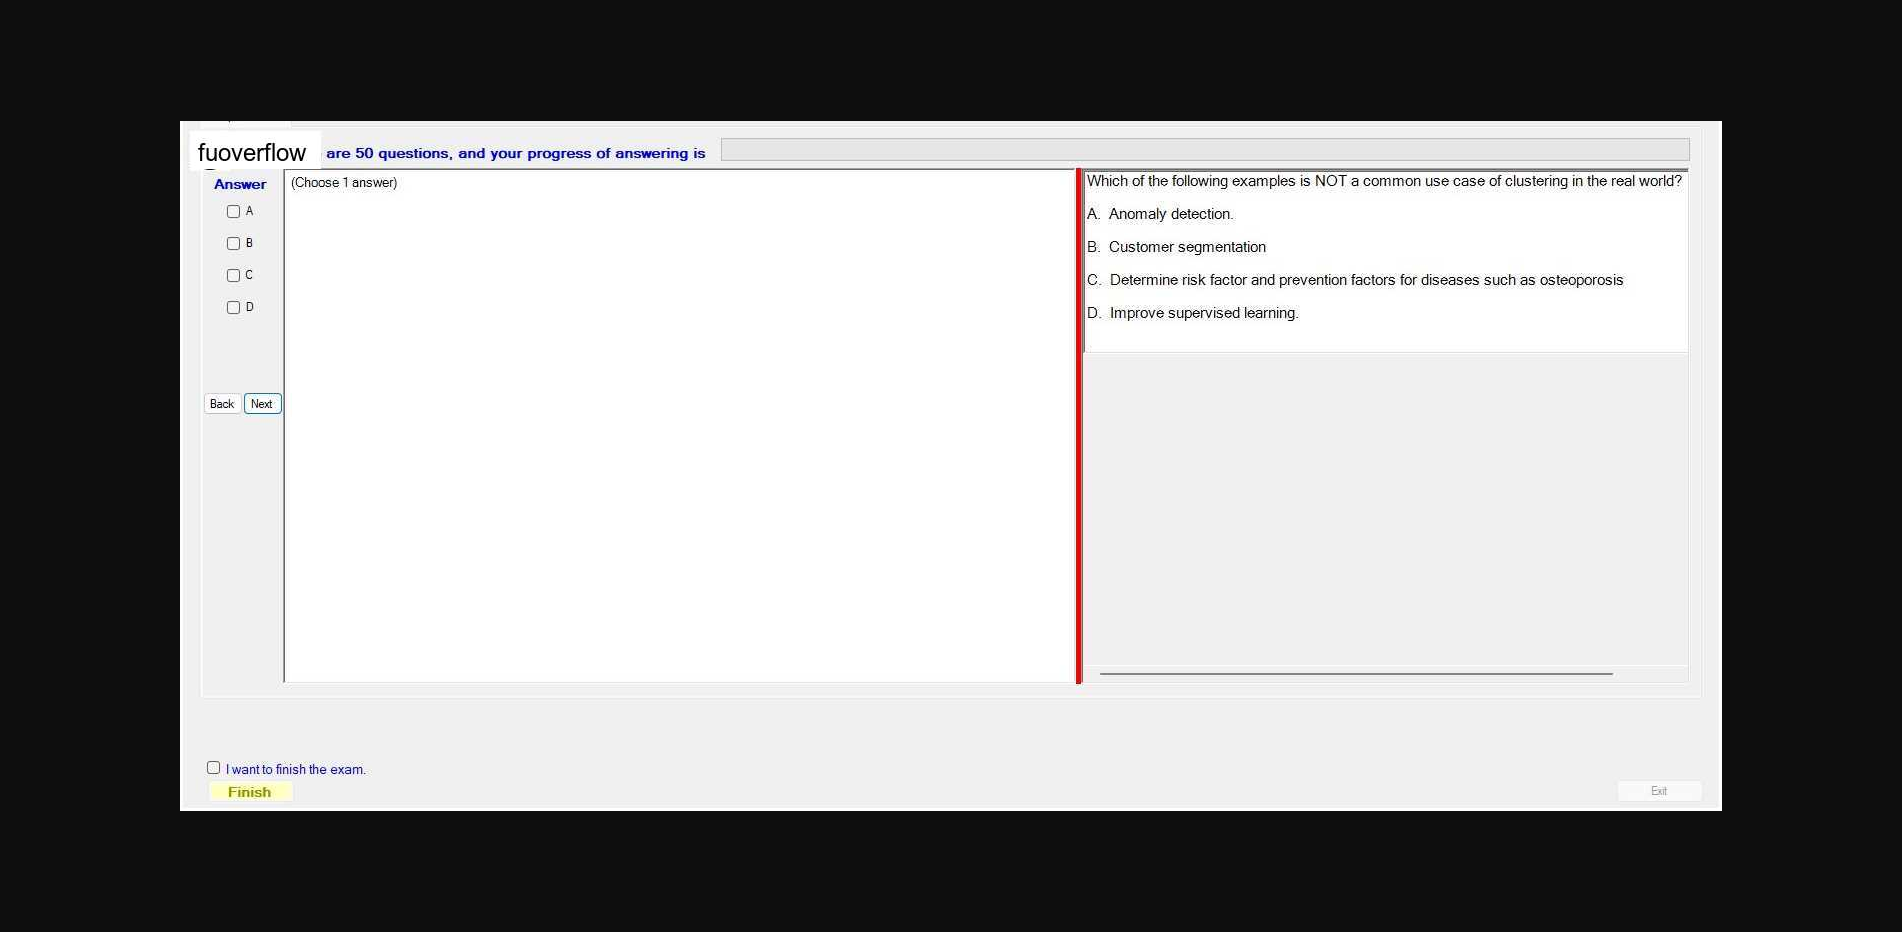 fuoverflow are 50 questions, and your progress of answering is
Answer
A
B
C
D
Back Next
(Choose 1 answer)
Which of the following examples is NOT a common use case of clustering in the real world?
A. Anomaly detection.
B. Customer segmentation
C. Determine risk factor and prevention factors for diseases such as osteoporosis
D. Improve supervised learning.
I want to finish the exam.
Finish
Exit